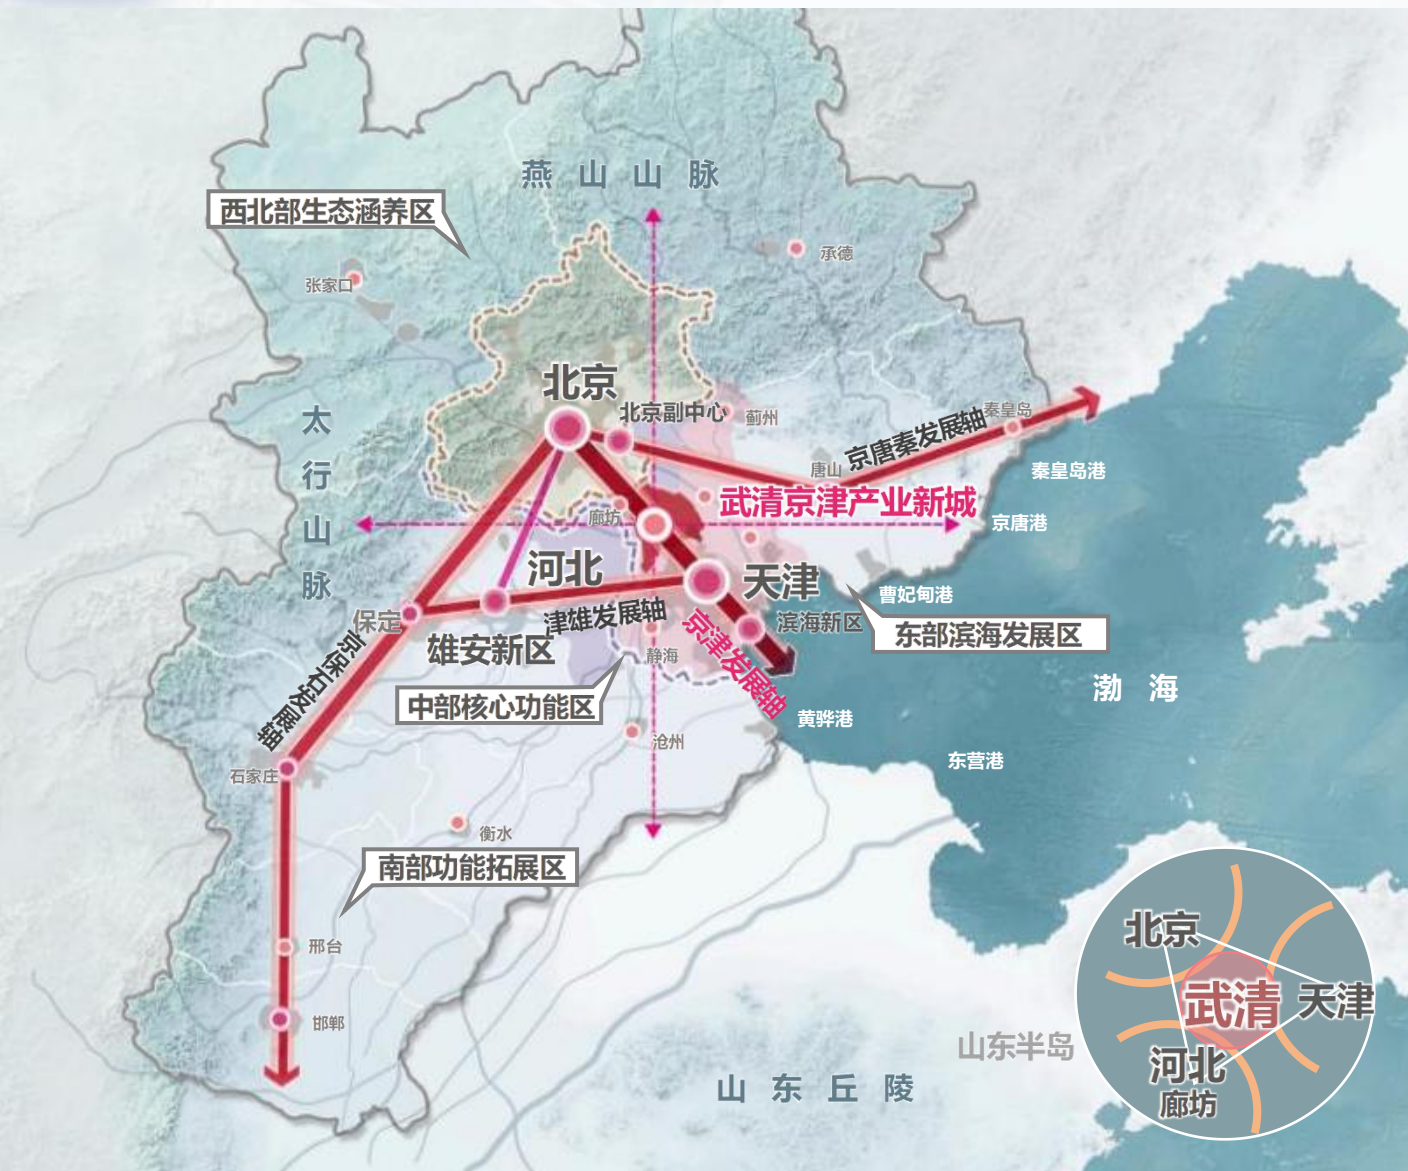 燕山山脉
西北部生态涵养区
承德
张家口
北京
北京副中心
蓟州
太行山脉
京唐秦发展轴
秦皇岛
唐山
秦皇岛港
武清京津产业新城
廊坊
京唐港
河北
天津
曹妃甸港
保定
津雄发展轴
滨海新区
东部滨海发展区
雄安新区
京津发展轴
静海
京保石发展轴
中部核心功能区
渤海
黄骅港
沧州
东营港
石家庄
衡水
南部功能拓展区
邢台
邯郸
山东半岛
山东丘陵
北京
武清
天津
河北
廊坊